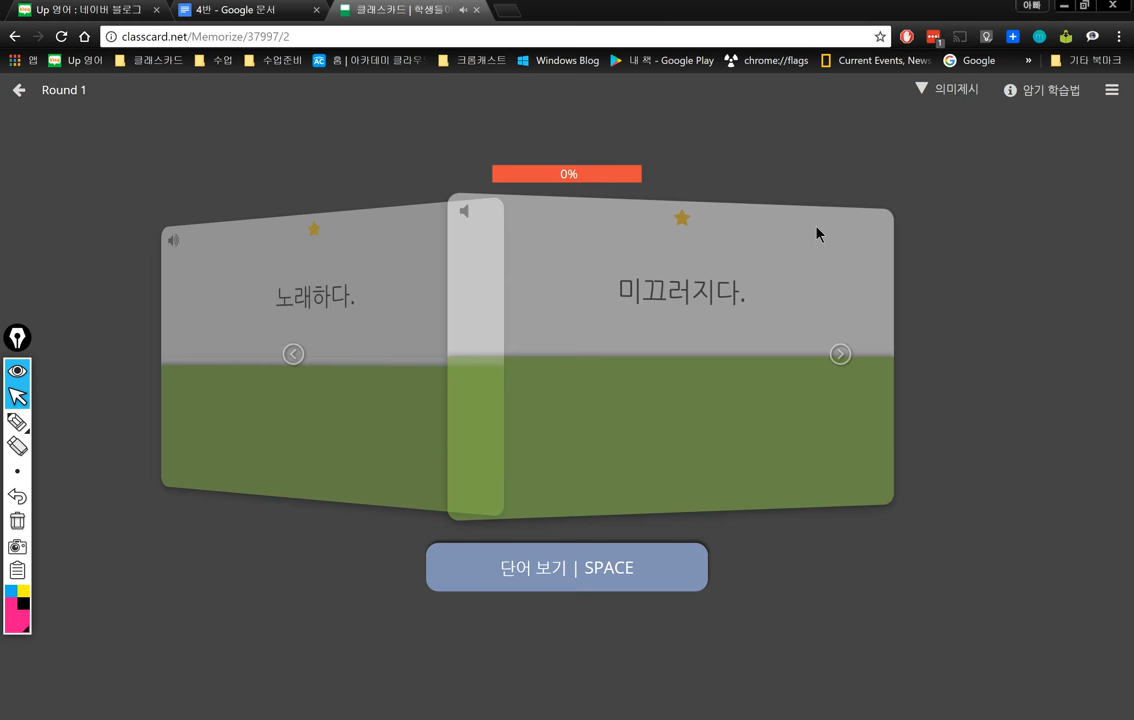 Up 영어 : 네이버 블로그
4반 - Google 문서
클래스카드 | 학생들이
아빠
classcard.net/Memorize/37997/2
1
앱
Up 영어
클래스카드
수업
수업준비
AC
홈 | 아카데미 클라우
크롬캐스트
Windows Blog
내 책 - Google Play
chrome://flags
Current Events, News
Google
»
기타 북마크
Round 1
의미제시
암기 학습법
0%
노래하다.
미끄러지다.
단어 보기 | SPACE